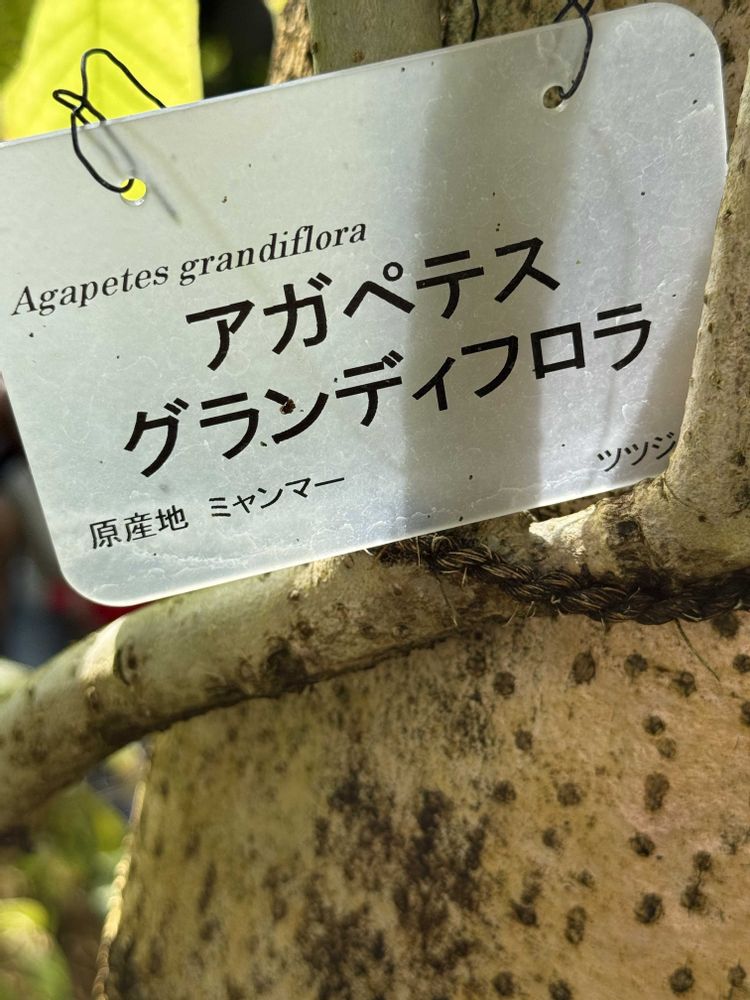 Agapetes grandiflora
アガペテス
グランディフロラ
原産地 ミャンマー
ツツジ